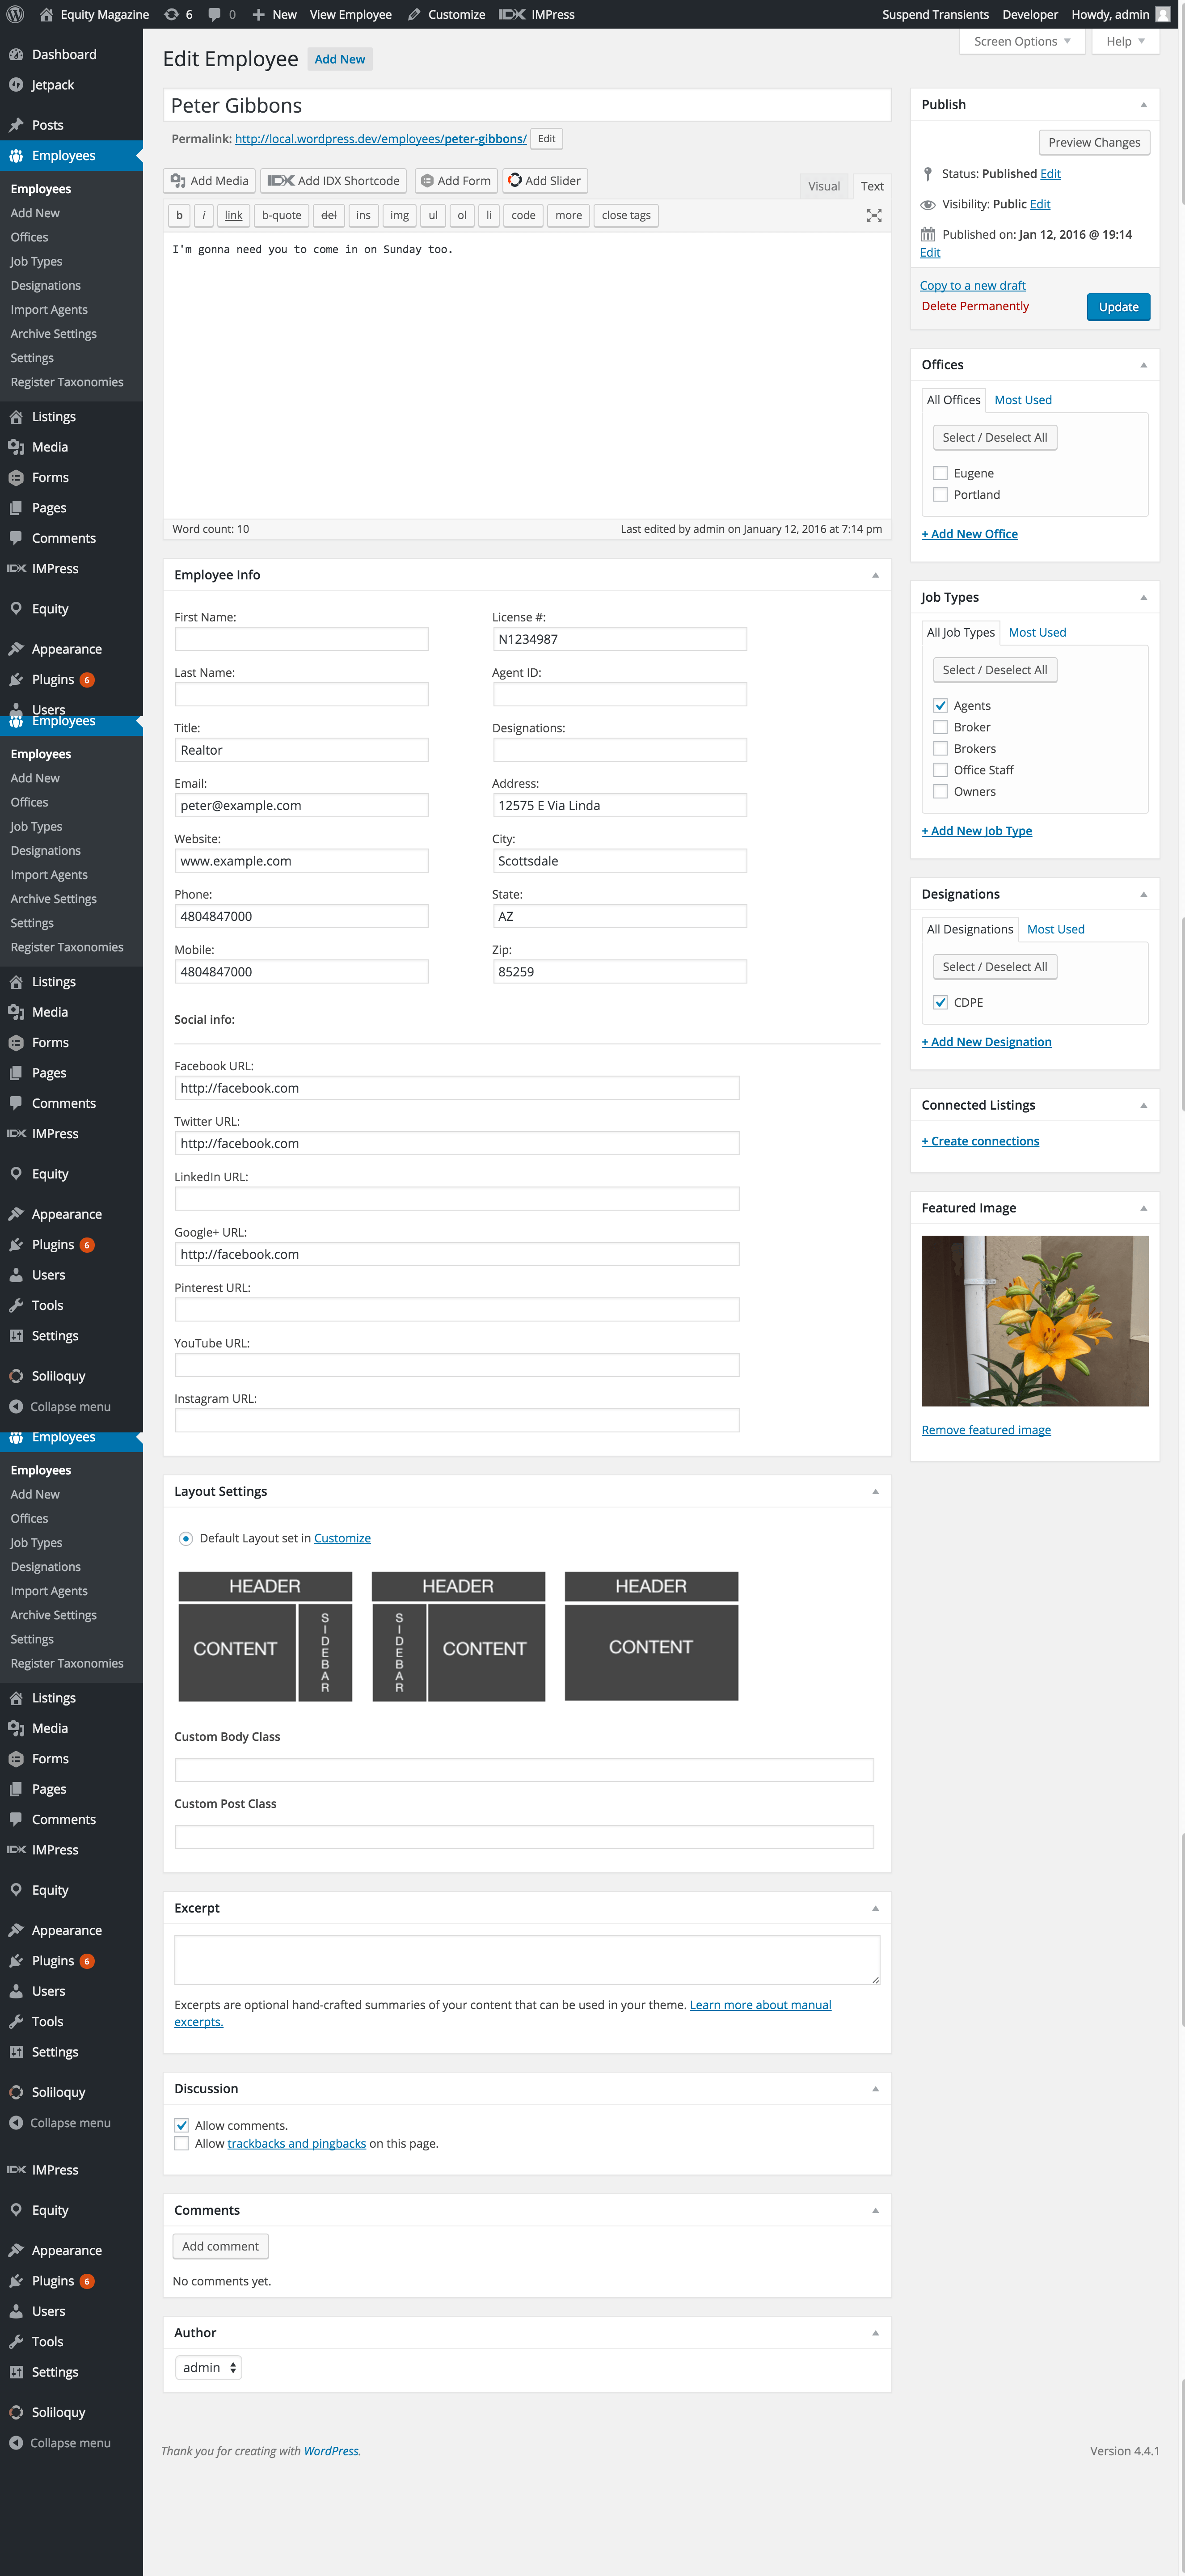 Equity Magazine 6 0 New View Employee Customize IMPress Suspend Transients Developer Howdy, admin
Dashboard
Jetpack
Posts
Employees
Employees
Add New
Offices
Job Types
Designations
Import Agents
Archive Settings
Settings
Register Taxonomies
Listings
Media
Forms
Pages
Comments
IMPress
Equity
Appearance
Plugins 6
Users
Employees
Employees
Add New
Offices
Job Types
Designations
Import Agents
Archive Settings
Settings
Register Taxonomies
Listings
Media
Forms
Pages
Comments
IMPress
Equity
Appearance
Plugins 6
Users
Tools
Settings
Soliloquy
Collapse menu
Employees
Employees
Add New
Offices
Job Types
Designations
Import Agents
Archive Settings
Settings
Register Taxonomies
Listings
Media
Forms
Pages
Comments
IMPress
Equity
Appearance
Plugins 6
Users
Tools
Settings
Soliloquy
Collapse menu
IMPress
Equity
Appearance
Plugins 6
Users
Tools
Settings
Soliloquy
Collapse menu
Screen Options Help
Edit Employee Add New
Peter Gibbons
Permalink: http://local.wordpress.dev/employees/peter-gibbons/ Edit
Add Media IDX Add IDX Shortcode Add Form Add Slider Visual Text
b i link b-quote del ins img ul ol li code more close tags
I'm gonna need you to come in on Sunday too.
Word count: 10 Last edited by admin on January 12, 2016 at 7:14 pm
Employee Info
First Name: License #:
N1234987
Last Name: Agent ID:
Title: Designations:
Realtor
Email: Address:
peter@example.com 12575 E Via Linda
Website: City:
www.example.com Scottsdale
Phone: State:
4804847000 AZ
Mobile: Zip:
4804847000 85259
Social info:
Facebook URL:
http://facebook.com
Twitter URL:
http://facebook.com
LinkedIn URL:
Google+ URL:
http://facebook.com
Pinterest URL:
YouTube URL:
Instagram URL:
Layout Settings
Default Layout set in Customize
HEADER HEADER HEADER
CONTENT SIDEBAR SIDEBAR CONTENT CONTENT
Custom Body Class
Custom Post Class
Excerpt
Excerpts are optional hand-crafted summaries of your content that can be used in your theme. Learn more about manual
excerpts.
Discussion
Allow comments.
Allow trackbacks and pingbacks on this page.
Comments
Add comment
No comments yet.
Author
admin
Publish
Preview Changes
Status: Published Edit
Visibility: Public Edit
Published on: Jan 12, 2016 @ 19:14
Edit
Copy to a new draft
Delete Permanently Update
Offices
All Offices Most Used
Select / Deselect All
Eugene
Portland
+ Add New Office
Job Types
All Job Types Most Used
Select / Deselect All
Agents
Broker
Brokers
Office Staff
Owners
+ Add New Job Type
Designations
All Designations Most Used
Select / Deselect All
CDPE
+ Add New Designation
Connected Listings
+ Create connections
Featured Image
Remove featured image
Thank you for creating with WordPress. Version 4.4.1